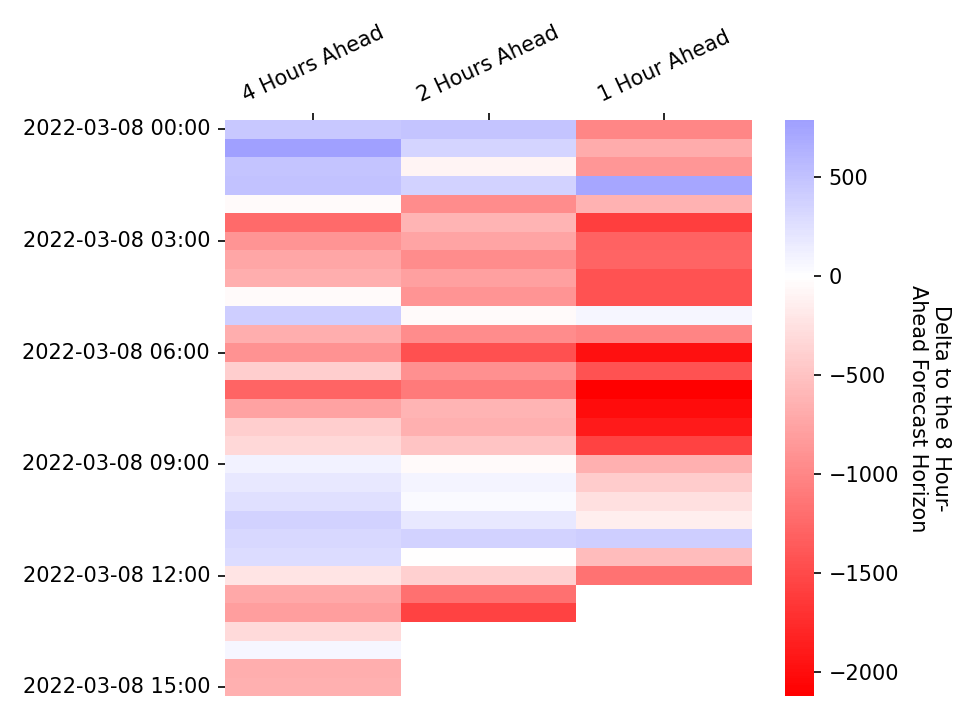 4 Hours Ahead
2 Hours Ahead
1 Hour Ahead
2022-03-08 00:00
2022-03-08 03:00
2022-03-08 06:00
2022-03-08 09:00
2022-03-08 12:00
2022-03-08 15:00
500
0
−500
−1000
−1500
−2000
Delta to the 8 Hour-
Ahead Forecast Horizon